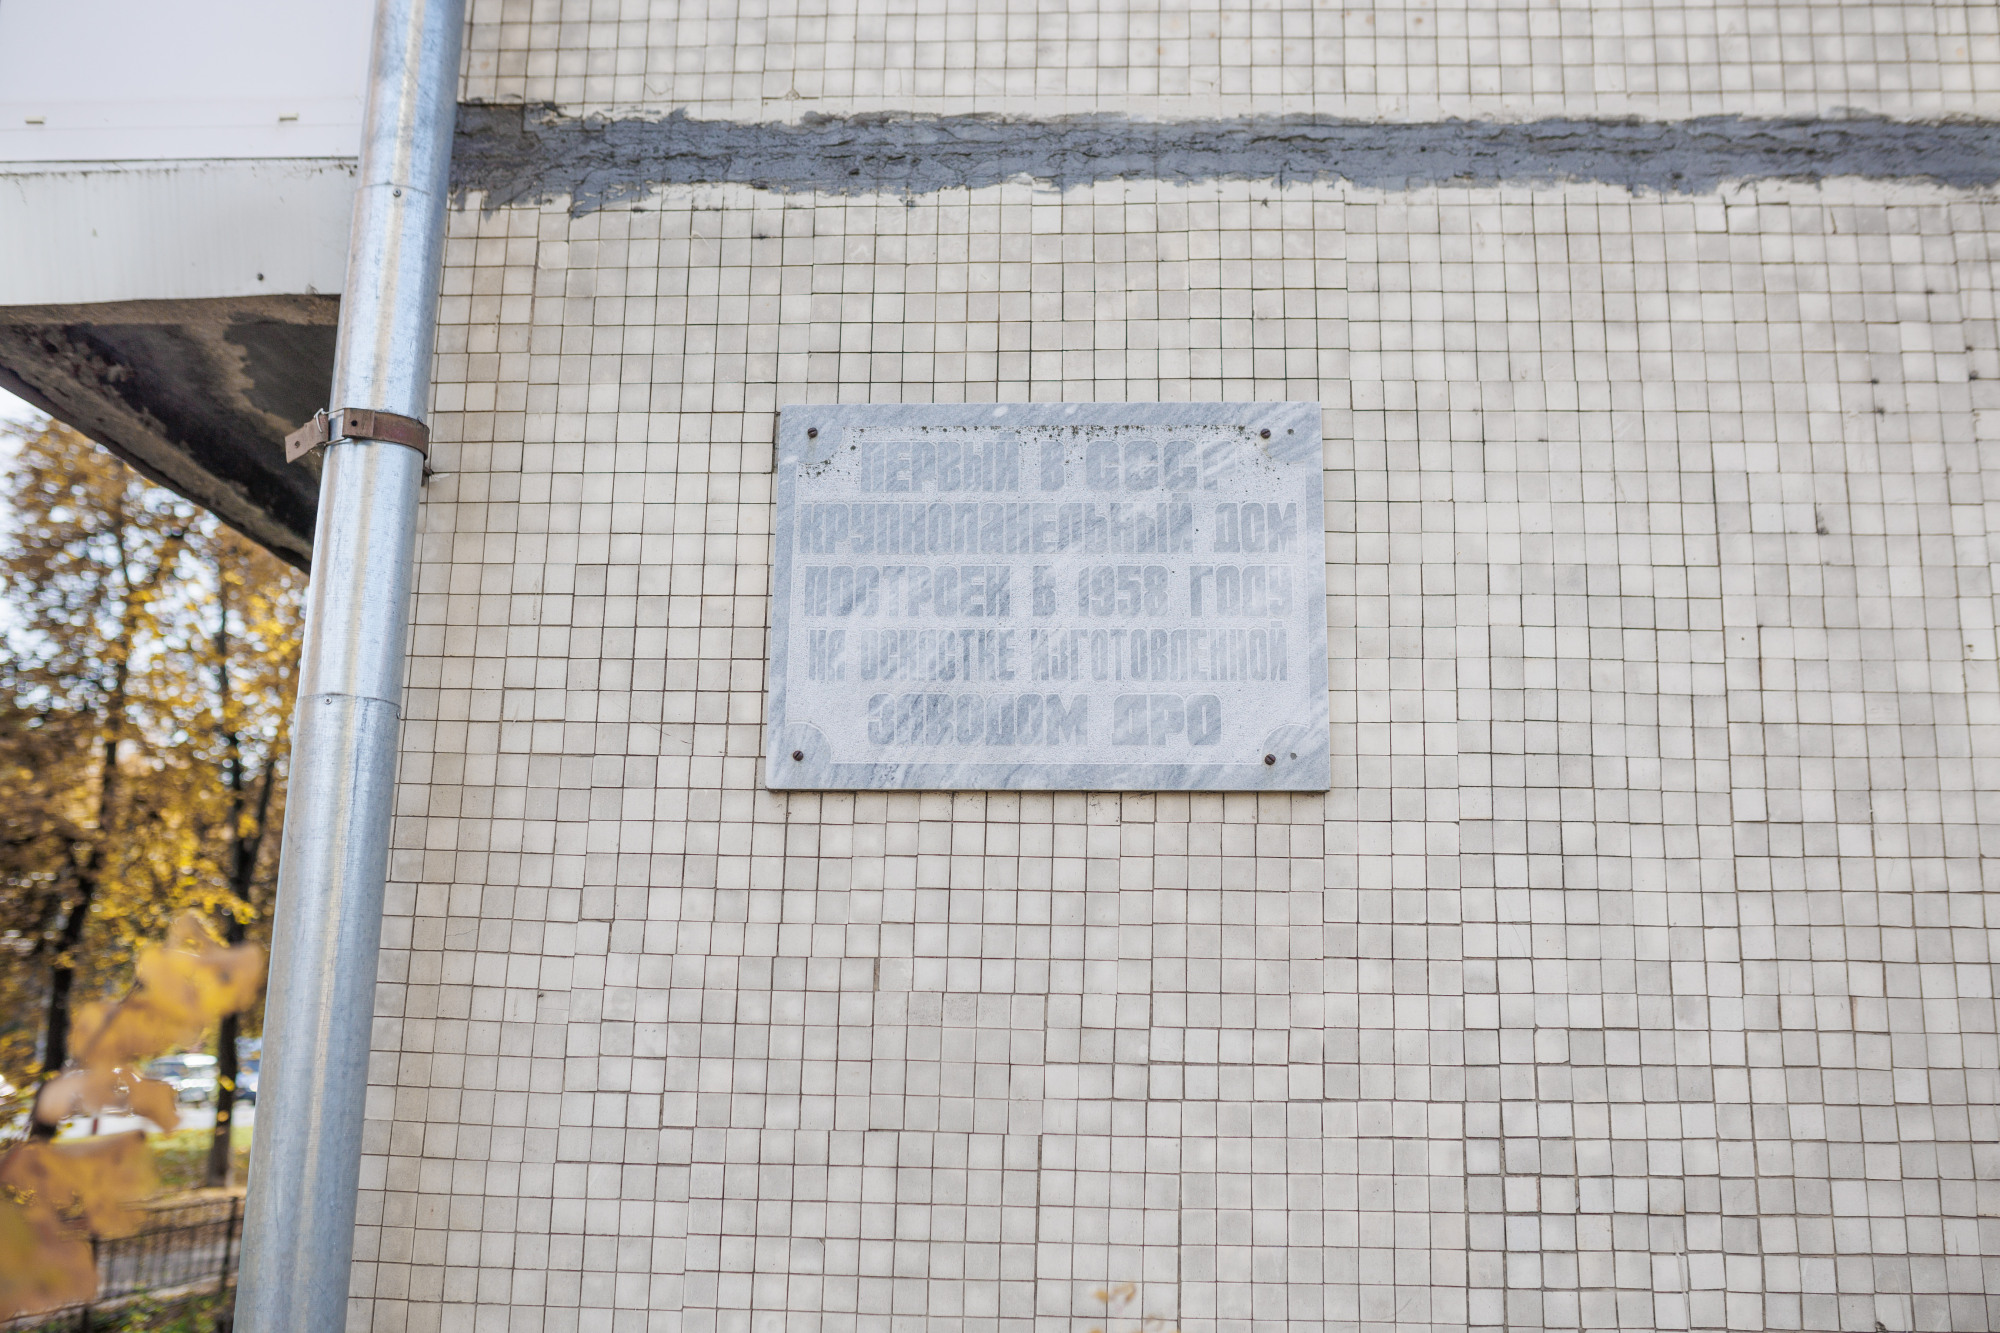 ПЕРВЫЙ В СССР
КРУПНОПАНЕЛЬНЫЙ ДОМ
ПОСТРОЕН В 1958 ГОДУ
НА ОСНАСТКЕ ИЗГОТОВЛЕННОЙ
ЗАВОДОМ ДРО